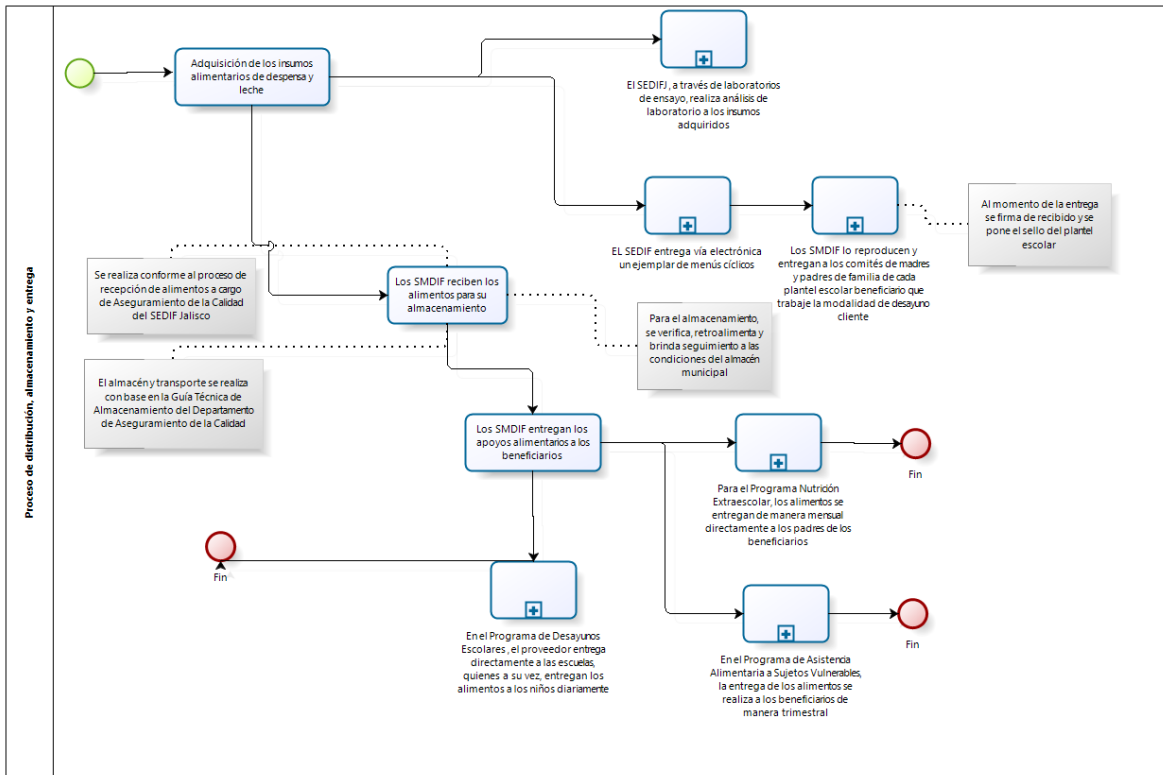 Proceso de distribución, almacenamiento y entrega
Adquisición de los insumos
alimentarios de despensa y
leche
El SEDIFJ, a través de laboratorios
de ensayo, realiza análisis de
laboratorio a los insumos
adquiridos
EL SEDIF entrega vía electrónica
un ejemplar de menús cíclicos
Los SMDIF lo reproducen y
entregan a los comités de madres
y padres de familia de cada
plantel escolar beneficiario que
trabaje la modalidad de desayuno
cliente
Al momento de la entrega
se firma de recibido y se
pone el sello del plantel
escolar
Se realiza conforme al proceso de
recepción de alimentos a cargo
de Aseguramiento de la Calidad
del SEDIF Jalisco
Los SMDIF reciben los
alimentos para su
almacenamiento
Para el almacenamiento,
se verifica, retroalimenta y
brinda seguimiento a las
condiciones del almacén
municipal
El almacén y transporte se realiza
con base en la Guía Técnica de
Almacenamiento del Departamento
de Aseguramiento de la Calidad
Los SMDIF entregan los
apoyos alimentarios a los
beneficiarios
Fin
Para el Programa Nutrición
Extraescolar, los alimentos se
entregan de manera mensual
directamente a los padres de los
beneficiarios
Fin
En el Programa de Desayunos
Escolares , el proveedor entrega
directamente a las escuelas,
quienes a su vez, entregan los
alimentos a los niños diariamente
Fin
En el Programa de Asistencia
Alimentaria a Sujetos Vulnerables,
la entrega de los alimentos se
realiza a los beneficiarios de
manera trimestral